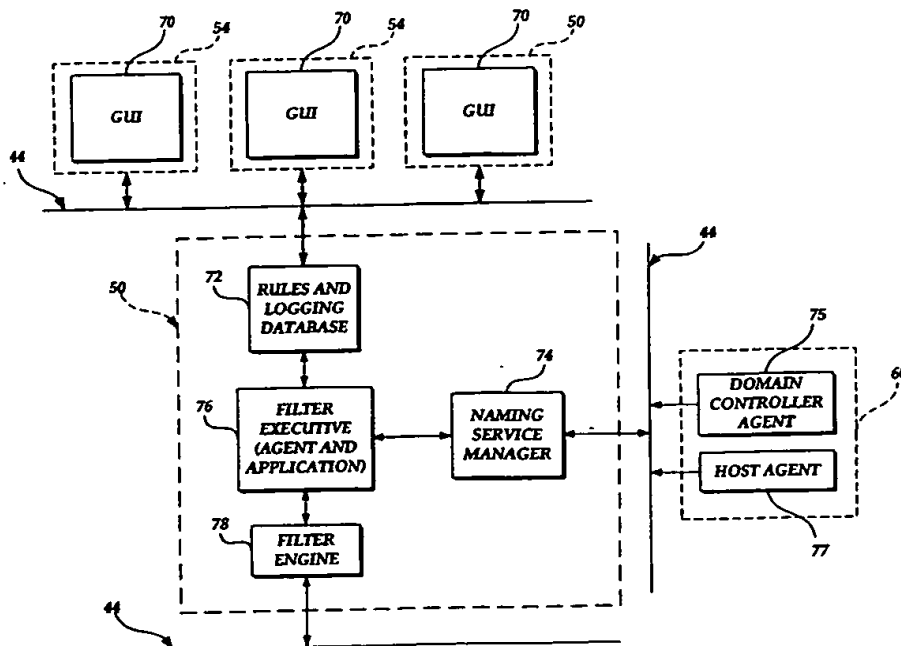 70
54
70
54
70
50
GUI
GUI
GUI
44
44
50
72
RULES AND
LOGGING
DATABASE
75
74
DOMAIN
CONTROLLER
AGENT
76
FILTER
EXECUTIVE
(AGENT AND
APPLICATION)
NAMING
SERVICE
MANAGER
HOST AGENT
78
FILTER
ENGINE
77
44